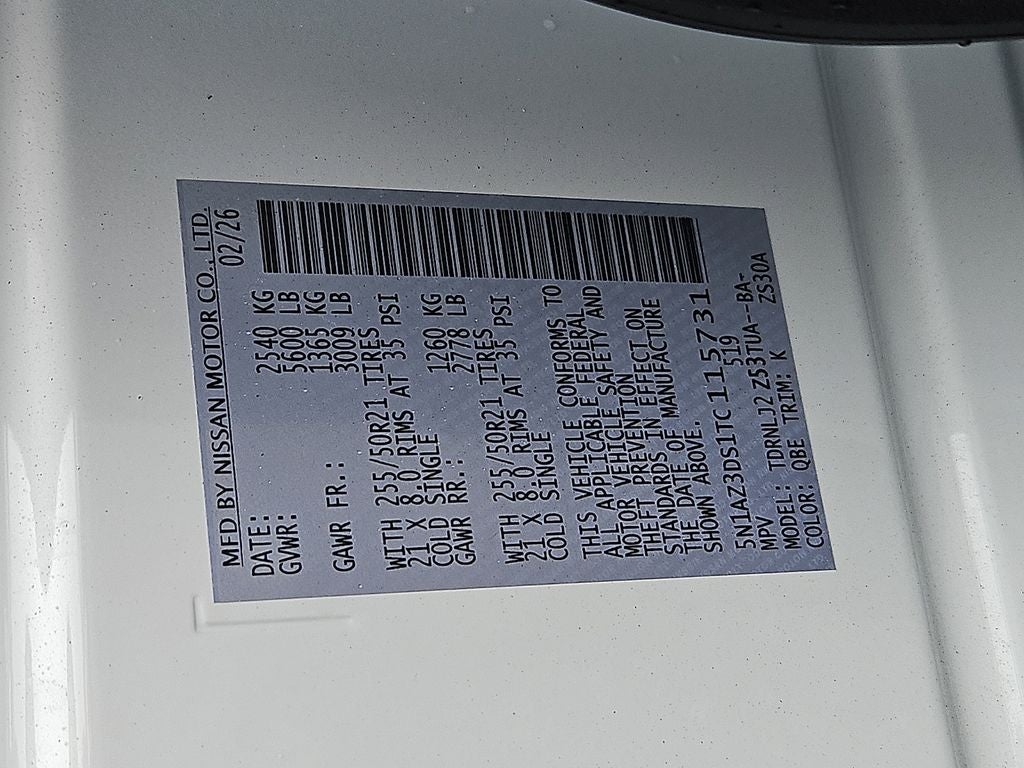 MFD BY NISSAN MOTOR CO., LTD.
DATE: 02/26
GVWR: 2540 KG
5600 LB
GAWR FR.: 1365 KG
3009 LB
WITH 255/50R21 TIRES
21 X 8.0 RIMS AT 35 PSI
COLD SINGLE
GAWR RR.: 1260 KG
2778 LB
WITH 255/50R21 TIRES
21 X 8.0 RIMS AT 35 PSI
COLD SINGLE
THIS VEHICLE CONFORMS TO
ALL APPLICABLE FEDERAL
MOTOR VEHICLE SAFETY AND
THEFT PREVENTION
STANDARDS IN EFFECT ON
THE DATE OF MANUFACTURE
SHOWN ABOVE.
5N1AZ3DS1TC115731
MPV 519
MODEL: TDRNLJ2 Z53TUA--BA-
COLOR: QBE TRIM: K ZS30A